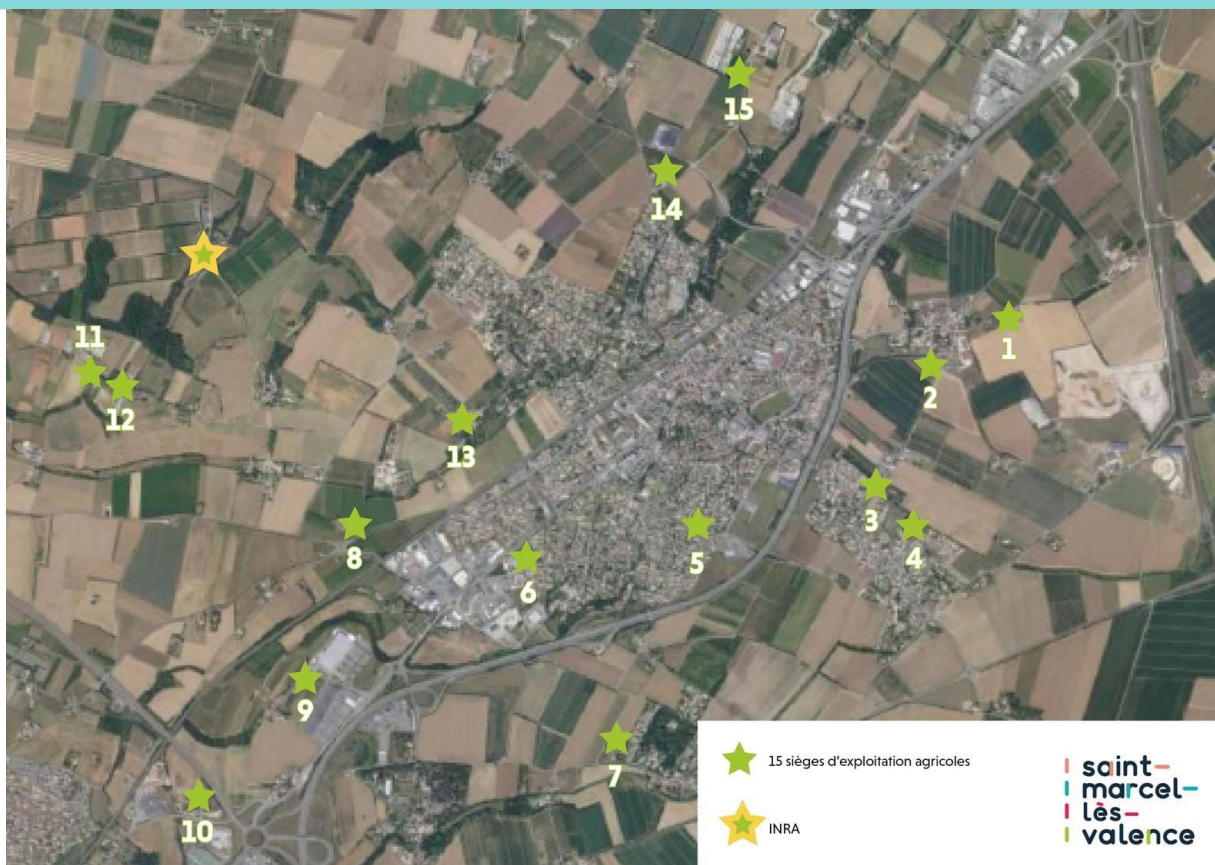 15
14
11
12
1
2
13
3
4
8
5
6
9
7
10
15 sièges d'exploitation agricoles
INRA
saint-
marcel-
lès-
valence